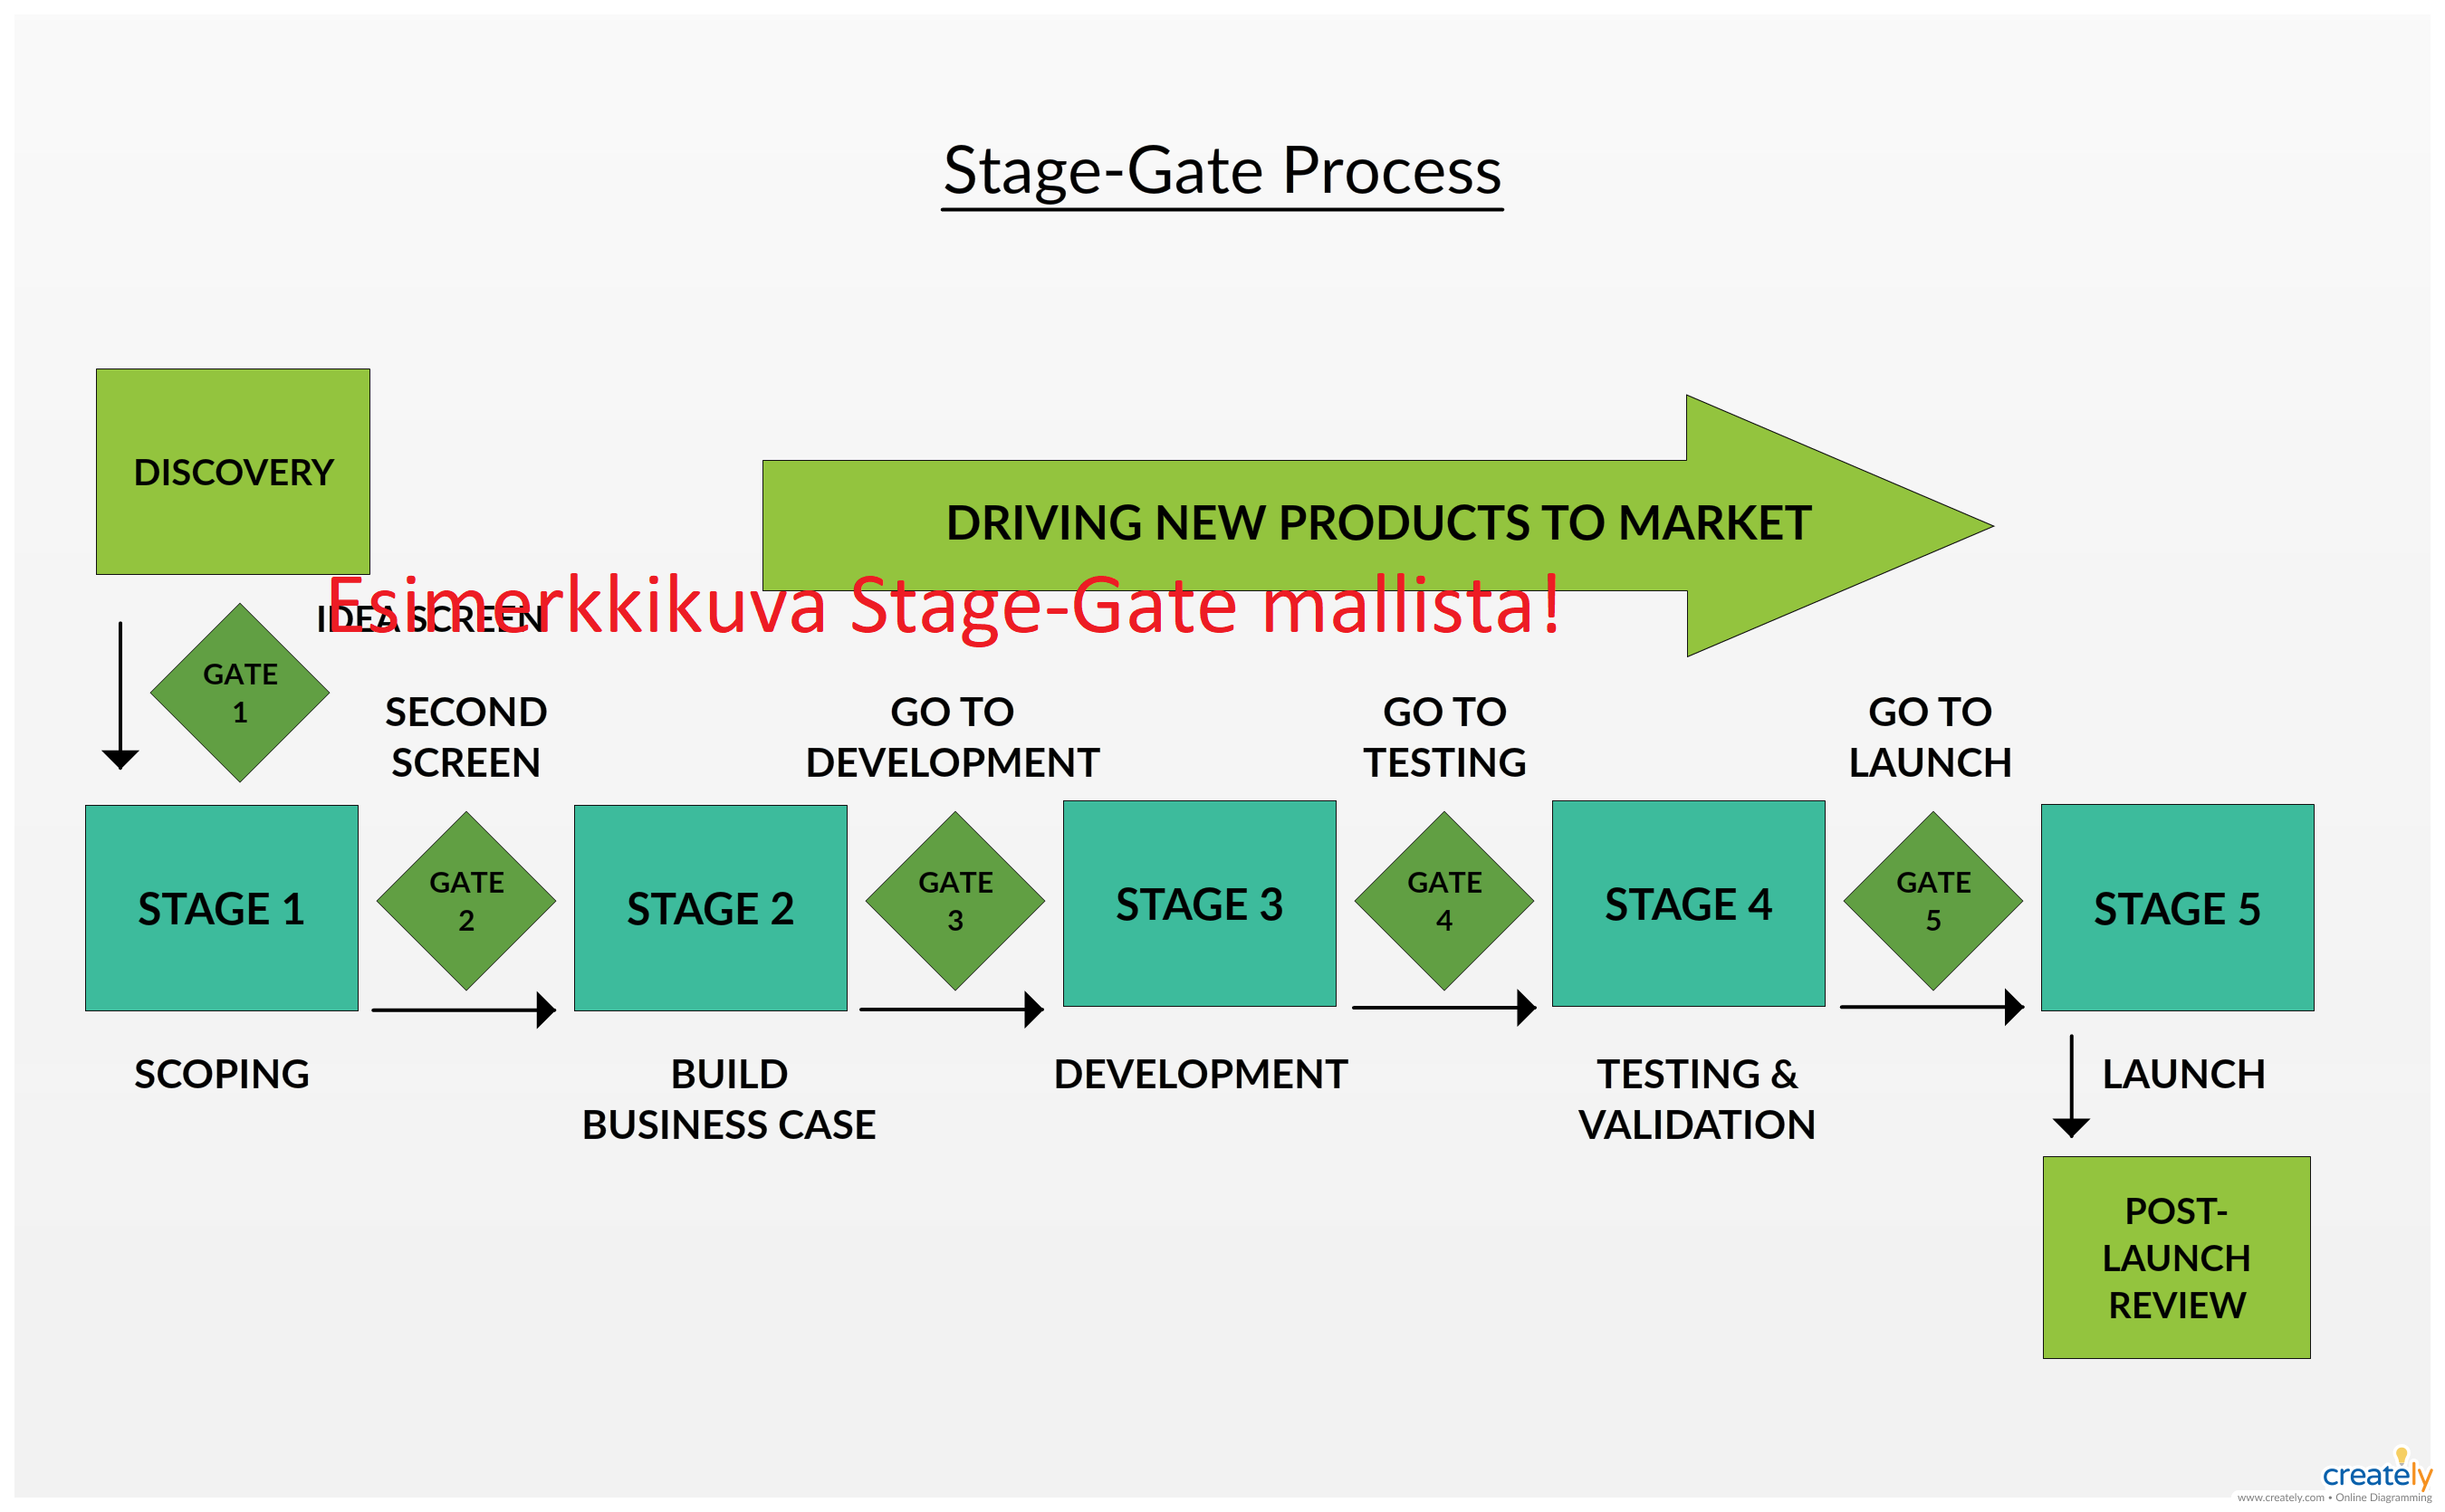 Stage-Gate Process
DISCOVERY
DRIVING NEW PRODUCTS TO MARKET
Esimerkkikuva Stage-Gate mallista!
IDEA SCREEN
GATE
1
SECOND
SCREEN
GO TO
DEVELOPMENT
GO TO
TESTING
GO TO
LAUNCH
STAGE 1
GATE
2
STAGE 2
GATE
3
STAGE 3
GATE
4
STAGE 4
GATE
5
STAGE 5
SCOPING
BUILD
BUSINESS CASE
DEVELOPMENT
TESTING &
VALIDATION
LAUNCH
POST-
LAUNCH
REVIEW
creately
www.creately.com • Online Diagramming